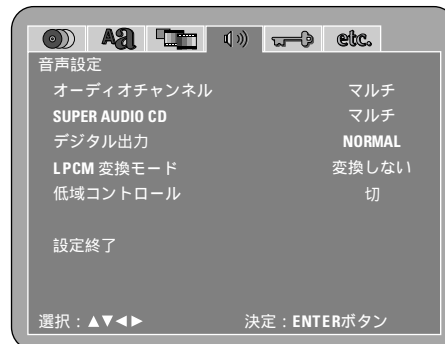 Aあ etc.
音声設定
オーディオチャンネル マルチ
SUPER AUDIO CD マルチ
デジタル出力 NORMAL
LPCM 変換モード 変換しない
低域コントロール 切
設定終了
選択:▲▼◀▶ 決定:ENTERボタン